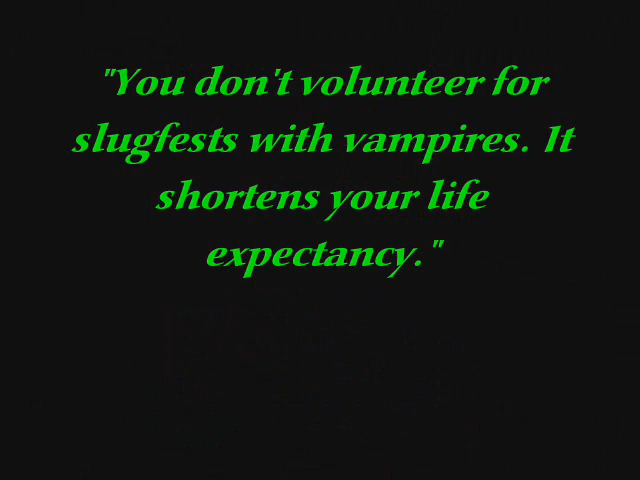 "You don't volunteer for
slugfests with vampires. It
shortens your life
expectancy."